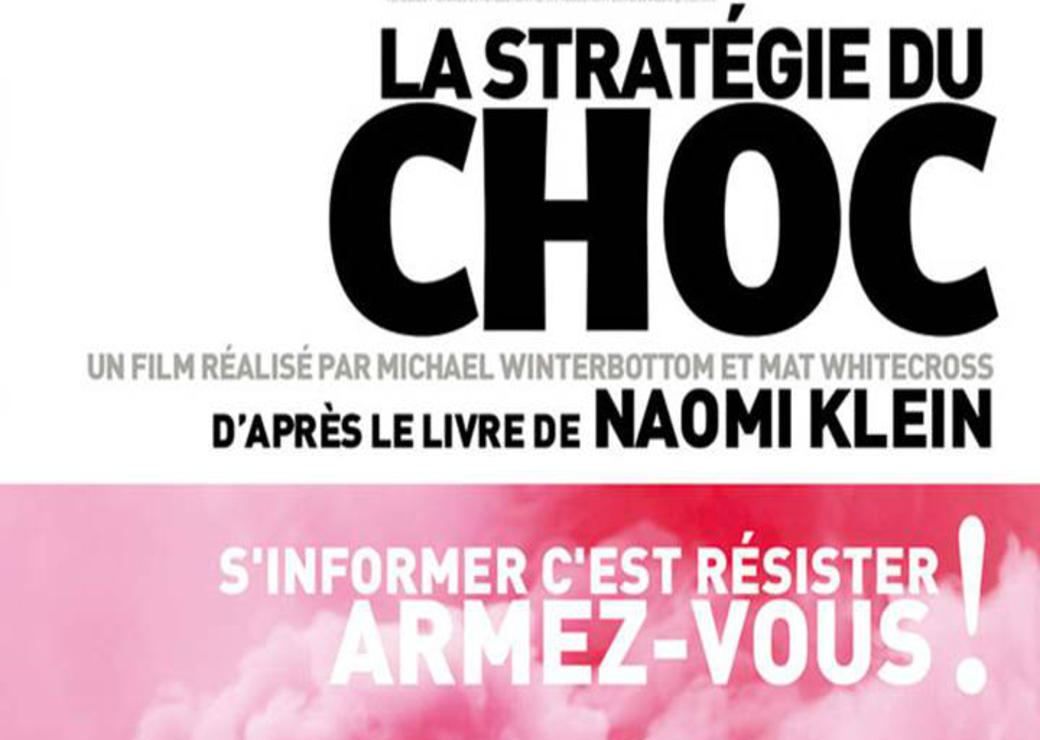 LA STRATÉGIE DU
CHOC
UN FILM RÉALISÉ PAR MICHAEL WINTERBOTTOM ET MAT WHITECROSS
D'APRÈS LE LIVRE DE NAOMI KLEIN
S'INFORMER C'EST RÉSISTER
ARMEZ-VOUS !